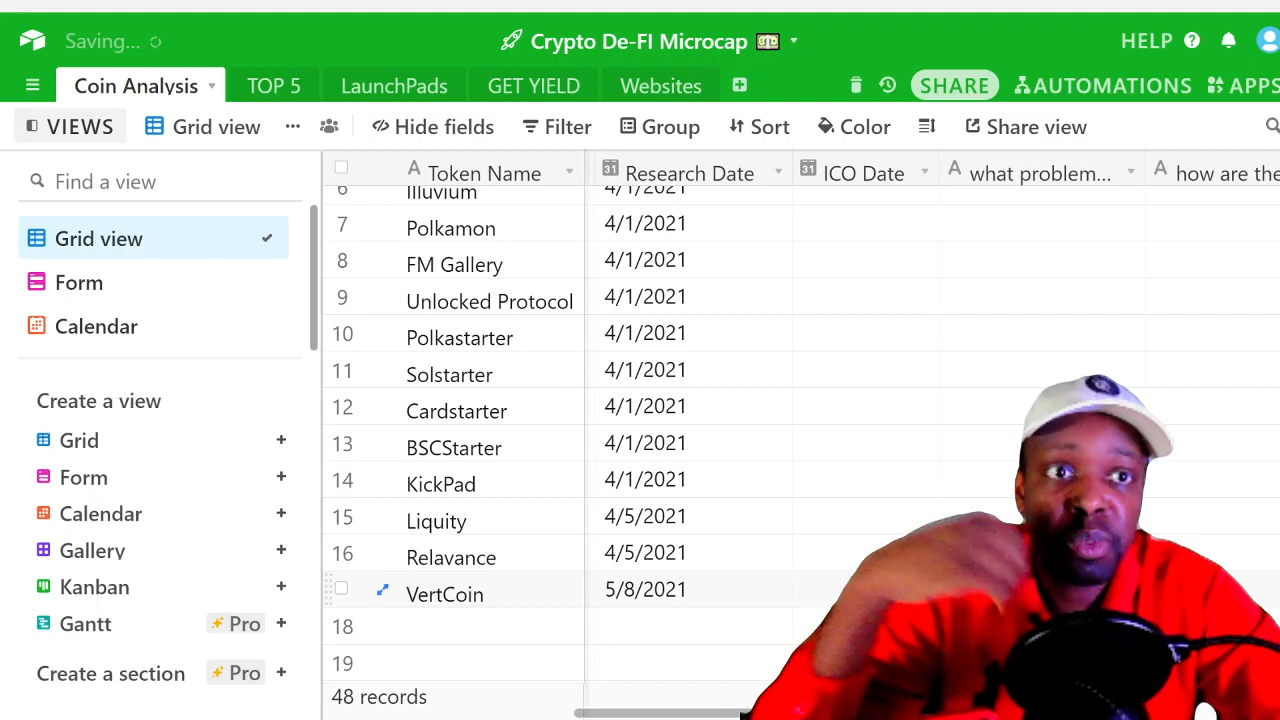 Saving...
Crypto De-FI Microcap
HELP
Coin Analysis
TOP 5
LaunchPads
GET YIELD
Websites
SHARE
AUTOMATIONS
APPS
VIEWS
Grid view
Hide fields
Filter
Group
Sort
Color
Share view
Find a view
Grid view
Form
Calendar
Create a view
Grid
Form
Calendar
Gallery
Kanban
Gantt Pro
Create a section Pro
Token Name Research Date ICO Date what problem... how are the
6 Illuvium 4/1/2021
7 Polkamon 4/1/2021
8 FM Gallery 4/1/2021
9 Unlocked Protocol 4/1/2021
10 Polkastarter 4/1/2021
11 Solstarter 4/1/2021
12 Cardstarter 4/1/2021
13 BSCStarter 4/1/2021
14 KickPad 4/1/2021
15 Liquity 4/5/2021
16 Relavance 4/5/2021
VertCoin 5/8/2021
18
19
48 records